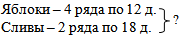 Яблоки – 4 ряда по 12 д.
Сливы – 2 ряда по 18 д.
?